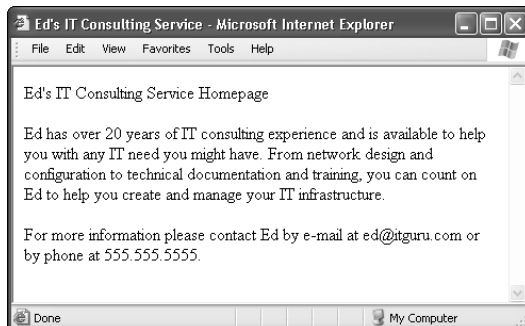 Ed's IT Consulting Service - Microsoft Internet Explorer
File Edit View Favorites Tools Help
Ed's IT Consulting Service Homepage
Ed has over 20 years of IT consulting experience and is available to help
you with any IT need you might have. From network design and
configuration to technical documentation and training, you can count on
Ed to help you create and manage your IT infrastructure.
For more information please contact Ed by e-mail at ed@itguru.com or
by phone at 555.555.5555.
Done My Computer